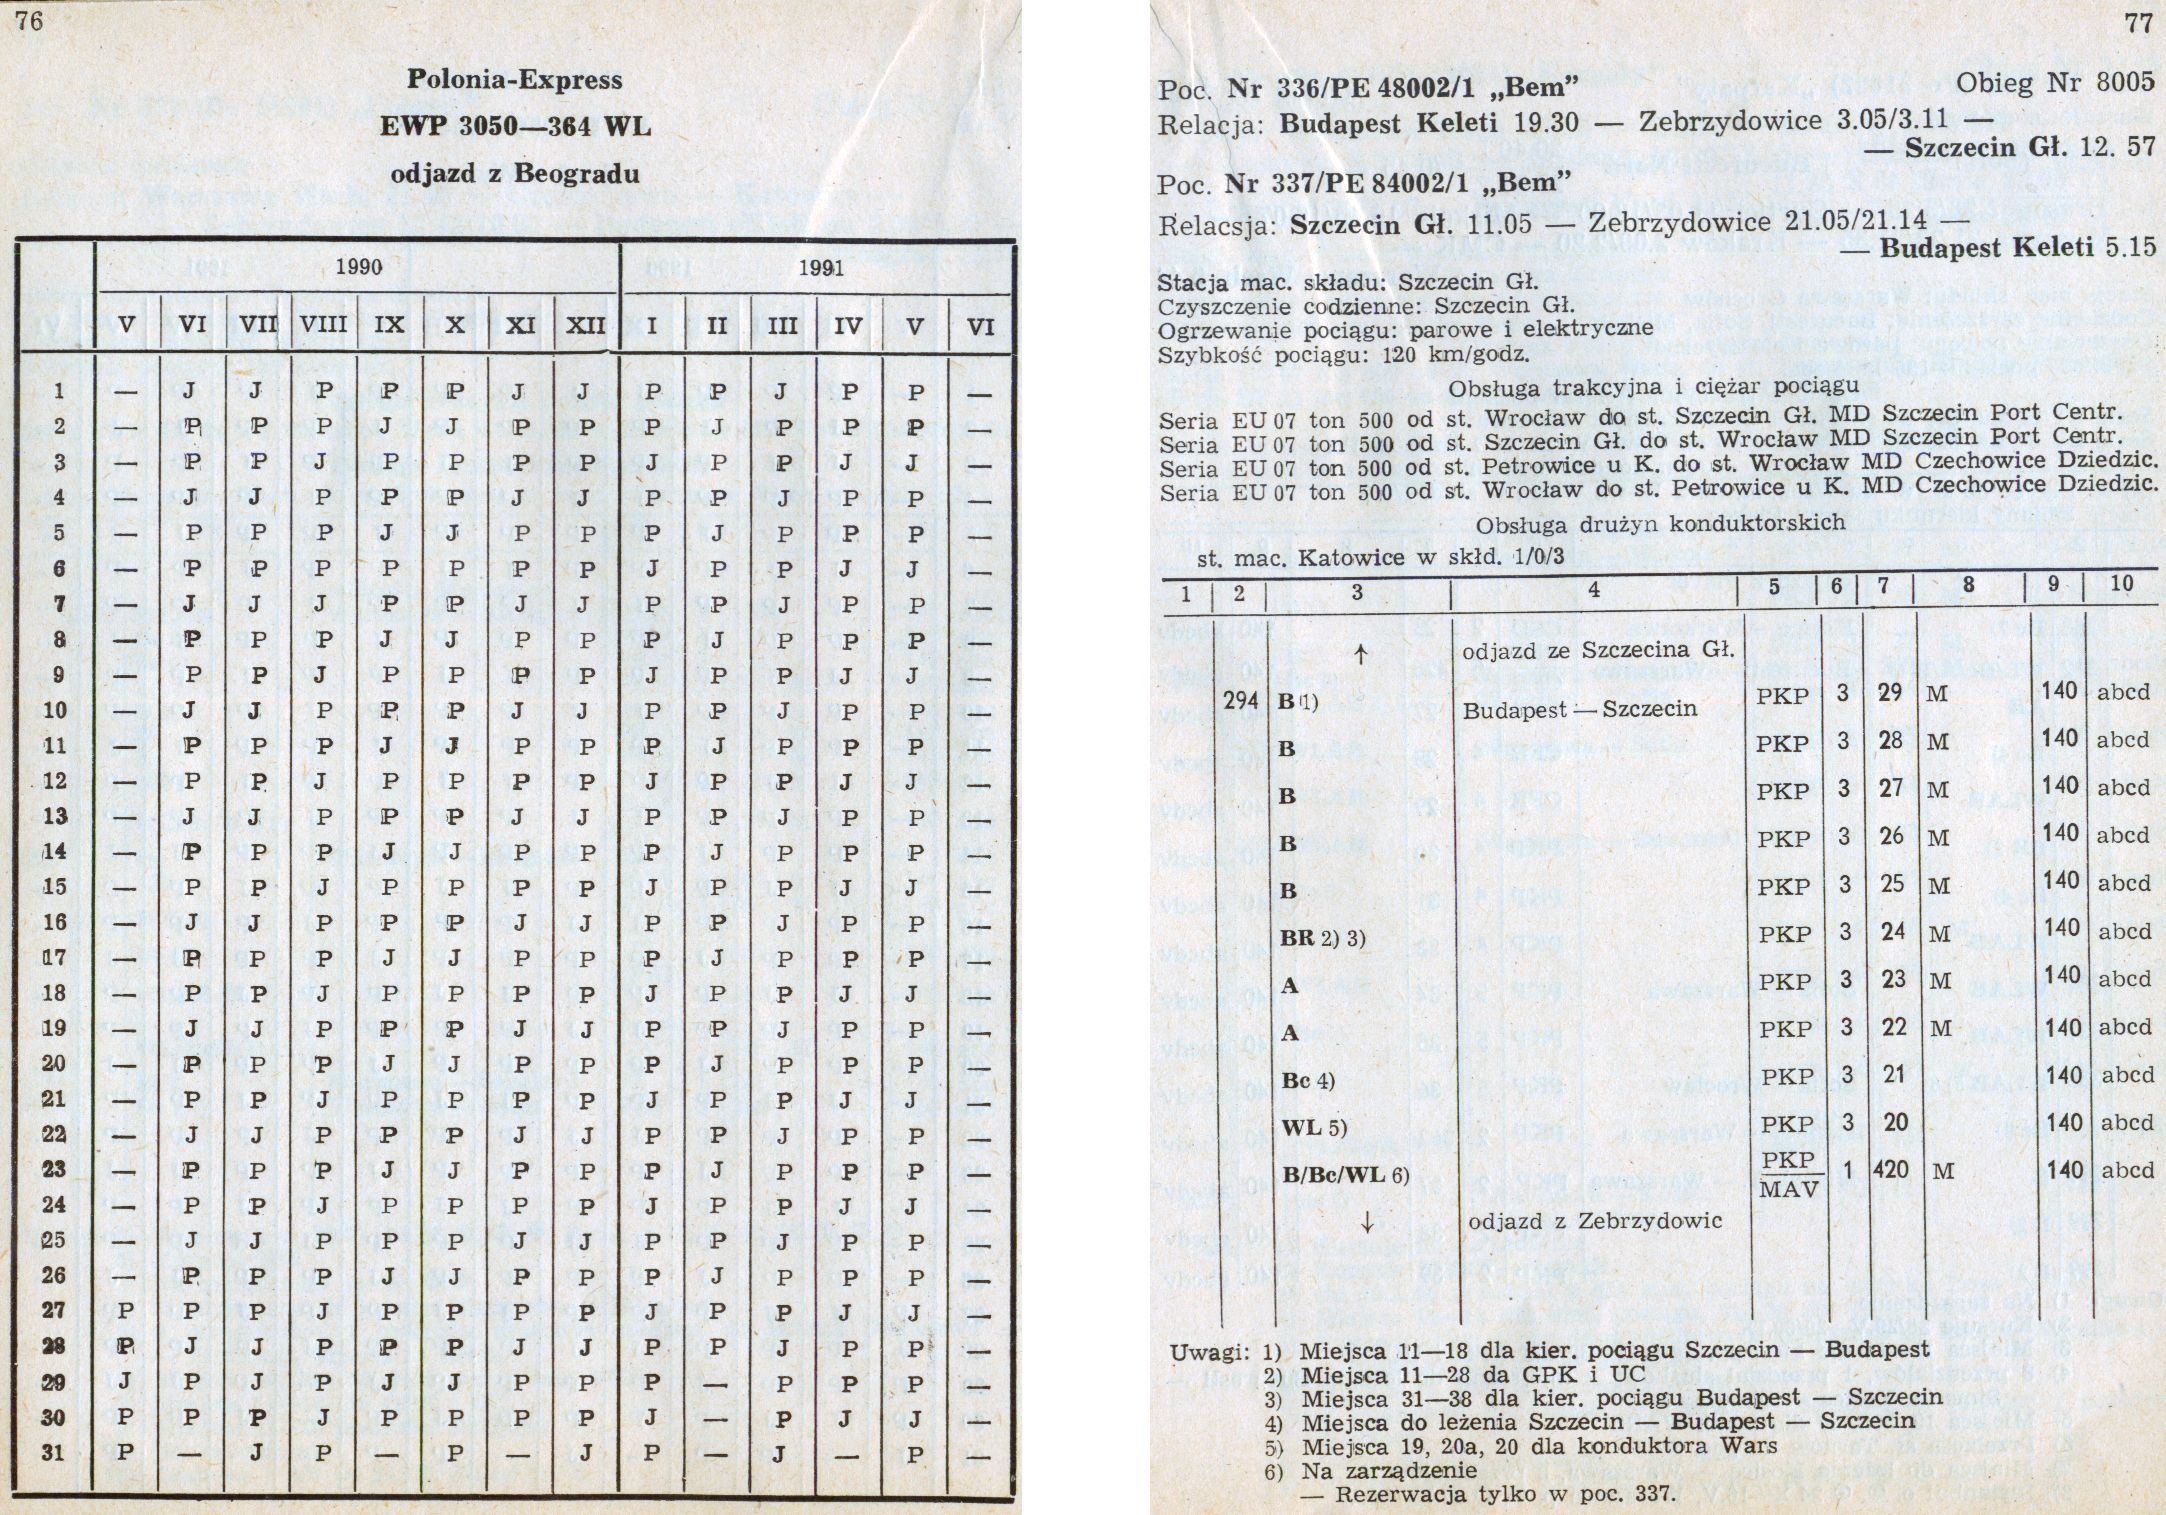 76
Polonia-Express
EWP 3050—364 WL
odjazd z Beogradu
1990 1991
V VI VII VIII IX X XI XII I II III IV V VI
1 — J J P P P J J P P J P P —
2 — P P P J J P P P J P P P —
3 — P P J P P P P J P P J J —
4 — J J P P P J J P P J P P —
5 — P P P J J P P P J P P P —
6 — P P P P P P P J P P J J —
7 — J J J P P J J P P J P P —
8 — P P P J J P P P J P P P —
9 — P P J P P P P J P P J J —
10 — J J P P P J J P P J P P —
11 — P P P J J P P P J P P P —
12 — P P J P P P P J P P J J —
13 — J J P P P J J P P J P P —
14 — P P P J J P P P J P P P —
15 — P P J P P P P J P P J J —
16 — J J P P P J J P P J P P —
17 — P P P J J P P P J P P P —
18 — P P J P P P P J P P J J —
19 — J J P P P J J P P J P P —
20 — P P P J J P P P J P P P —
21 — P P J P P P P J P P J J —
22 — J J P P P J J P P J P P —
23 — P P P J J P P P J P P P —
24 — P P J P P P P J P P J J —
25 — J J P P P J J P P J P P —
26 — P P P J J P P P J P P P —
27 P P P J P P P P J P P J J —
28 P J J P P P J J P P J P P —
29 J P J P J J P P P — P P P —
30 P P P J P P P P J — P J J —
31 P — J P — P — J P — J — P —
77
Poc. Nr 336/PE 48002/1 „Bem” Obieg Nr 8005
Relacja: Budapest Keleti 19.30 — Zebrzydowice 3.05/3.11 —
— Szczecin Gł. 12. 57
Poc. Nr 337/PE 84002/1 „Bem”
Relacsja: Szczecin Gł. 11.05 — Zebrzydowice 21.05/21.14 —
— Budapest Keleti 5.15
Stacja mac. składu: Szczecin Gł.
Czyszczenie codzienne: Szczecin Gł.
Ogrzewanie pociągu: parowe i elektryczne
Szybkość pociągu: 120 km/godz.
Obsługa trakcyjna i ciężar pociągu
Seria EU 07 ton 500 od st. Wrocław do st. Szczecin Gł. MD Szczecin Port Centr.
Seria EU 07 ton 500 od st. Szczecin Gł. do st. Wrocław MD Szczecin Port Centr.
Seria EU 07 ton 500 od st. Petrowice u K. do st. Wrocław MD Czechowice Dziedzic.
Seria EU 07 ton 500 od st. Wrocław do st. Petrowice u K. MD Czechowice Dziedzic.
Obsługa drużyn konduktorskich
st. mac. Katowice w skłd. 1/0/3
1 2 3 4 5 6 7 8 9 10
↑ odjazd ze Szczecina Gł.
294 B 1) Budapest — Szczecin PKP 3 29 M 140 abcd
B PKP 3 28 M 140 abcd
B PKP 3 27 M 140 abcd
B PKP 3 26 M 140 abcd
B PKP 3 25 M 140 abcd
BR 2) 3) PKP 3 24 M 140 abcd
A PKP 3 23 M 140 abcd
A PKP 3 22 M 140 abcd
Bc 4) PKP 3 21 140 abcd
WL 5) PKP 3 20 140 abcd
B/Bc/WL 6) PKP/MAV 1 420 M 140 abcd
↓ odjazd z Zebrzydowic
Uwagi: 1) Miejsca 11—18 dla kier. pociągu Szczecin — Budapest
2) Miejsca 11—28 da GPK i UC
3) Miejsca 31—38 dla kier. pociągu Budapest — Szczecin
4) Miejsca do leżenia Szczecin — Budapest — Szczecin
5) Miejsca 19, 20a, 20 dla konduktora Wars
6) Na zarządzenie
— Rezerwacja tylko w poc. 337.